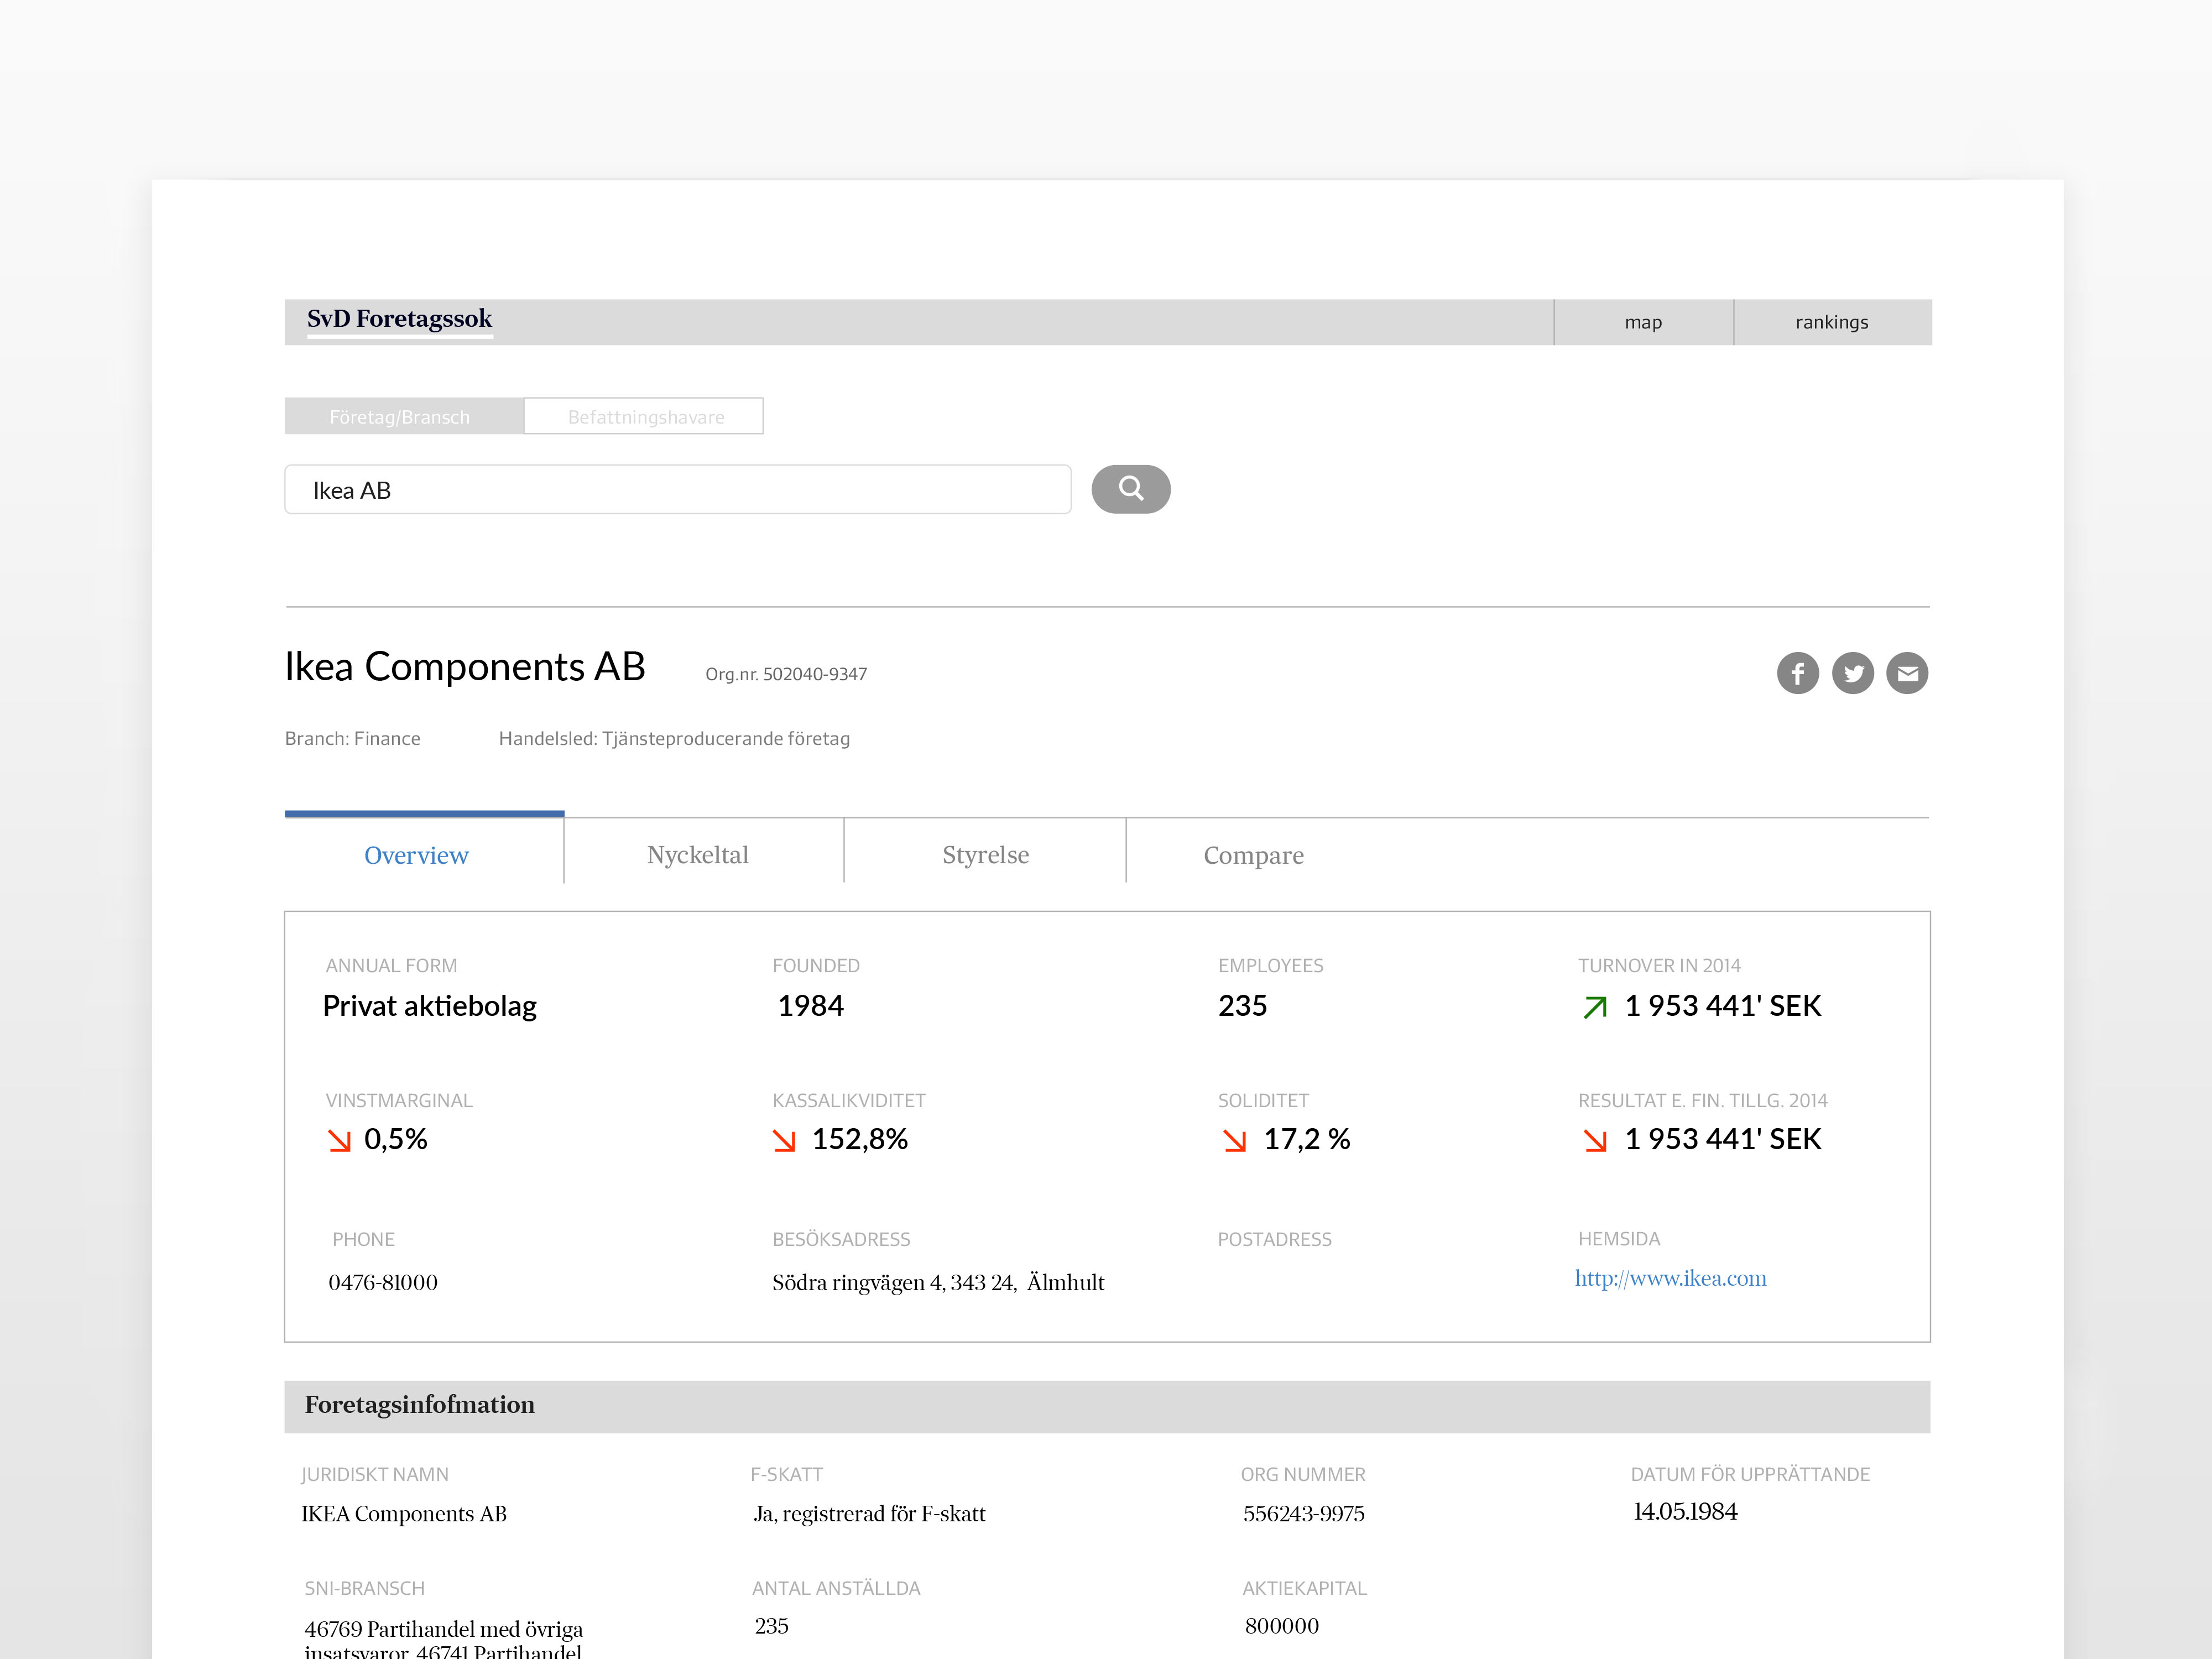 SvD Foretagssok
map
rankings
Företag/Bransch
Befattningshavare
Ikea AB
Ikea Components AB
Org.nr. 502040-9347
Branch: Finance
Handelsled: Tjänsteproducerande företag
Overview
Nyckeltal
Styrelse
Compare
ANNUAL FORM
Privat aktiebolag
FOUNDED
1984
EMPLOYEES
235
TURNOVER IN 2014
1 953 441' SEK
VINSTMARGINAL
0,5%
KASSALIKVIDITET
152,8%
SOLIDITET
17,2 %
RESULTAT E. FIN. TILLG. 2014
1 953 441' SEK
PHONE
0476-81000
BESÖKSADRESS
Södra ringvägen 4, 343 24, Älmhult
POSTADRESS
HEMSIDA
http://www.ikea.com
Foretagsinfofmation
JURIDISKT NAMN
IKEA Components AB
F-SKATT
Ja, registrerad för F-skatt
ORG NUMMER
556243-9975
DATUM FÖR UPPRÄTTANDE
14.05.1984
SNI-BRANSCH
46769 Partihandel med övriga
insatsvaror, 46741 Partihandel
ANTAL ANSTÄLLDA
235
AKTIEKAPITAL
800000